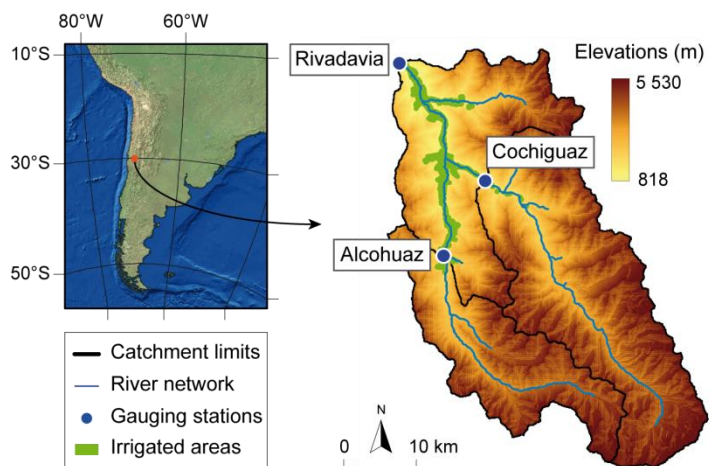 80°W 60°W
10°S
30°S
50°S
Catchment limits
River network
Gauging stations
Irrigated areas
Rivadavia
Cochiguaz
Alcohuaz
Elevations (m)
5 530
818
N
0 10 km